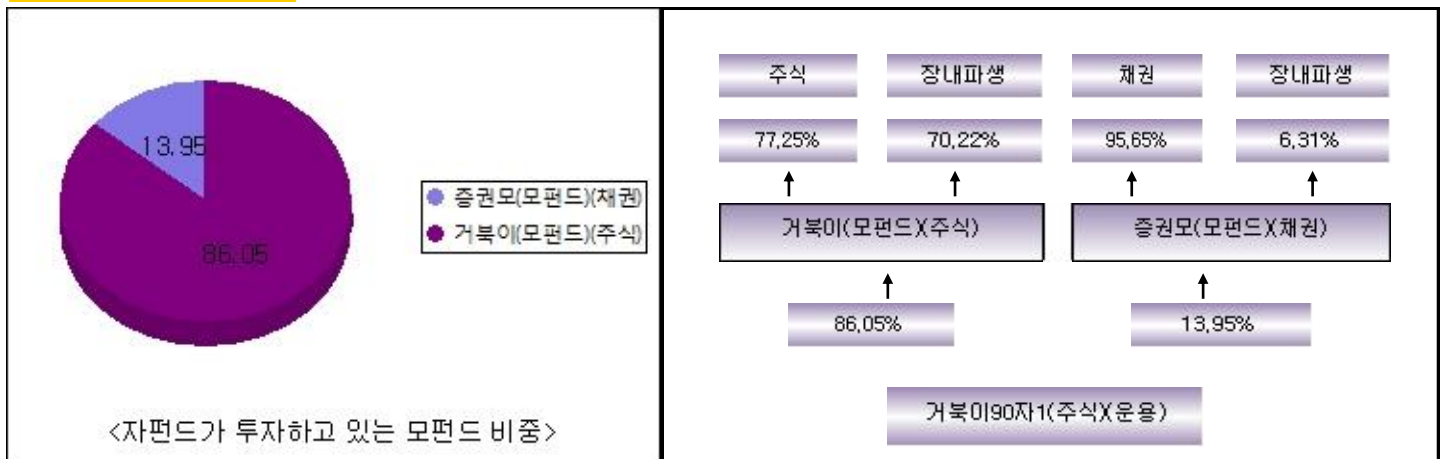 13.95
86.05
증권모(모펀드)(채권)
거북이(모펀드)(주식)
<자펀드가 투자하고 있는 모펀드 비중>
주식 장내파생 채권 장내파생
77,25% 70,22% 95,65% 6,31%
거북이(모펀드)(주식) 증권모(모펀드)(채권)
86,05% 13,95%
거북이90자1(주식)(운용)